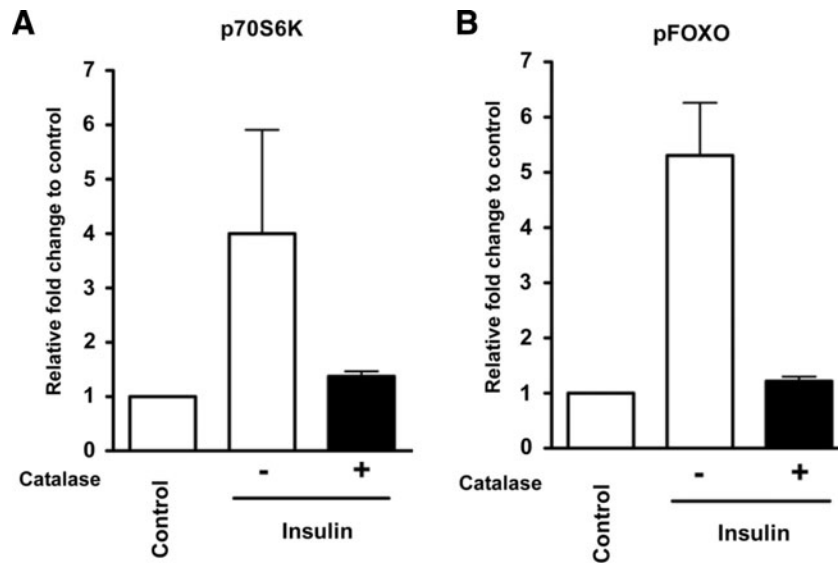 A
p70S6K
Relative fold change to control
7
6
5
4
3
2
1
0
Catalase
-
+
Control
Insulin
B
pFOXO
Relative fold change to control
7
6
5
4
3
2
1
0
Catalase
-
+
Control
Insulin